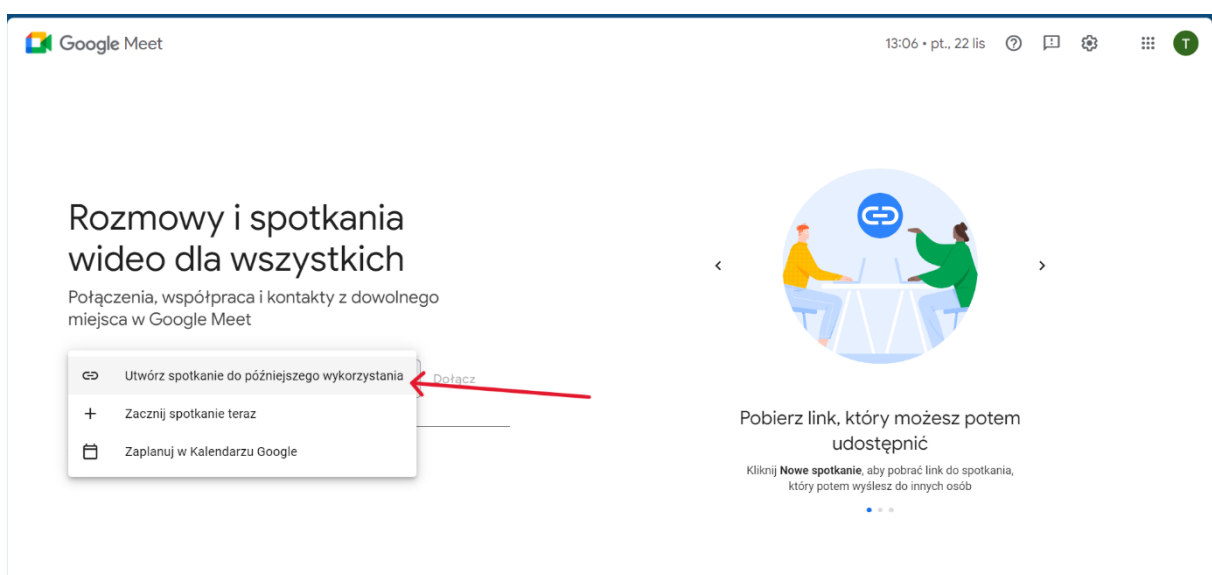 Google Meet
13:06 • pt., 22 lis
T
Rozmowy i spotkania
wideo dla wszystkich
Połączenia, współpraca i kontakty z dowolnego
miejsca w Google Meet
Utwórz spotkanie do późniejszego wykorzystania
Dołącz
Zacznij spotkanie teraz
Zaplanuj w Kalendarzu Google
Pobierz link, który możesz potem
udostępnić
Kliknij Nowe spotkanie, aby pobrać link do spotkania,
który potem wyślesz do innych osób